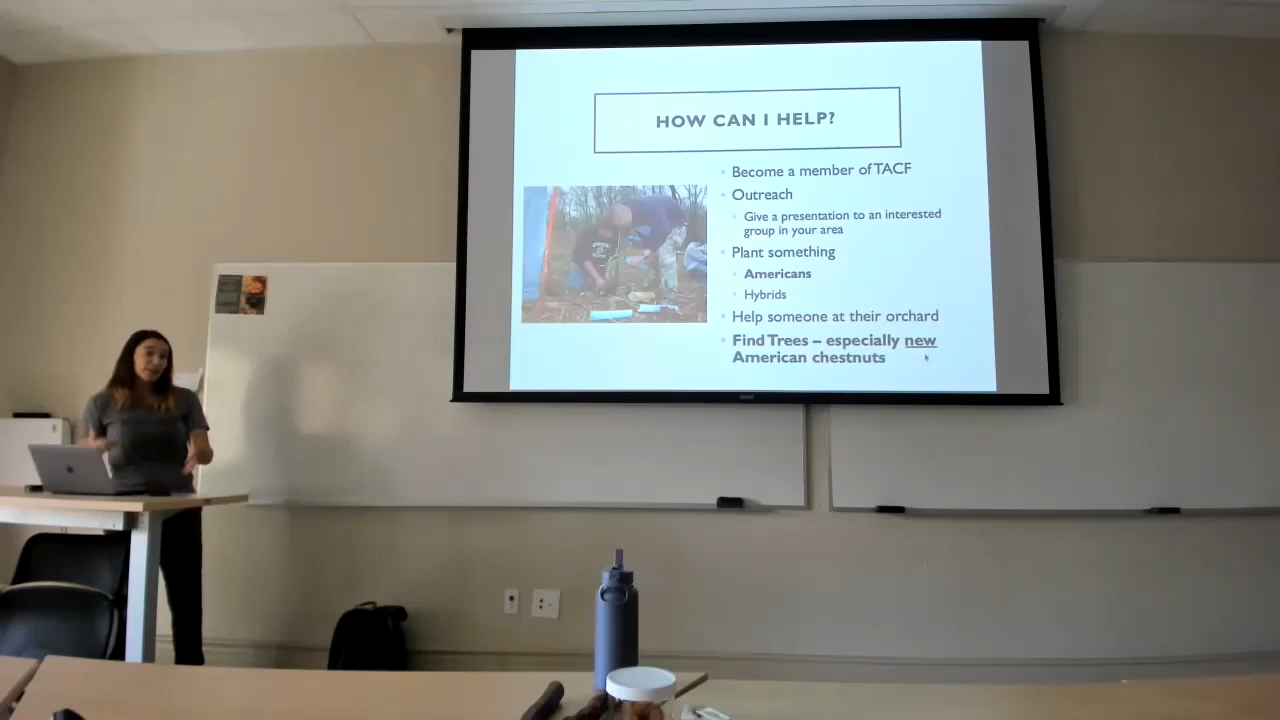 HOW CAN I HELP?
Become a member of TACF
Outreach
Give a presentation to an interested
group in your area
Plant something
Americans
Hybrids
Help someone at their orchard
Find Trees – especially new
American chestnuts